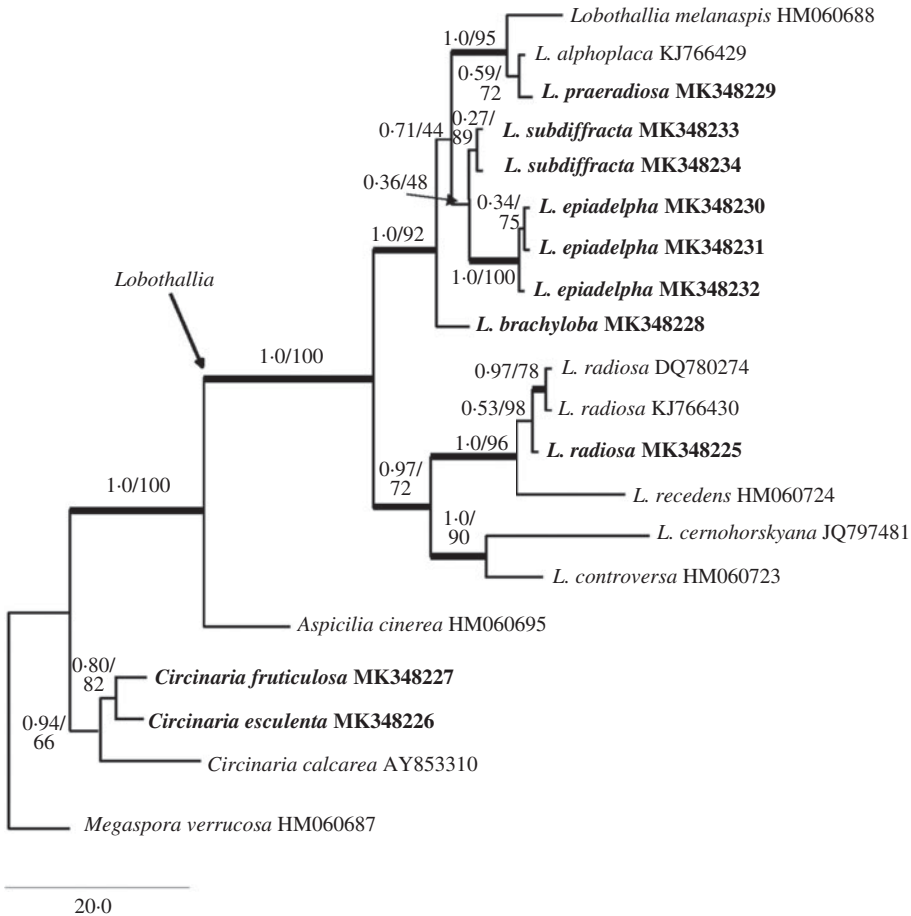 Lobothallia melanaspis HM060688
1·0/95
L. alphoplaca KJ766429
0·59/
72
L. praeradiosa MK348229
0·27/
89
L. subdiffracta MK348233
0·71/44
L. subdiffracta MK348234
0·36/48
0·34/
75
L. epiadelpha MK348230
1·0/92
L. epiadelpha MK348231
1·0/100
L. epiadelpha MK348232
Lobothallia
L. brachyloba MK348228
1·0/100
0·97/78
L. radiosa DQ780274
0·53/98
L. radiosa KJ766430
1·0/96
L. radiosa MK348225
0·97/
72
1·0/100
L. recedens HM060724
1·0/
90
L. cernohorskyana JQ797481
L. controversa HM060723
Aspicilia cinerea HM060695
0·80/
82
Circinaria fruticulosa MK348227
0·94/
66
Circinaria esculenta MK348226
Circinaria calcarea AY853310
Megaspora verrucosa HM060687
20·0